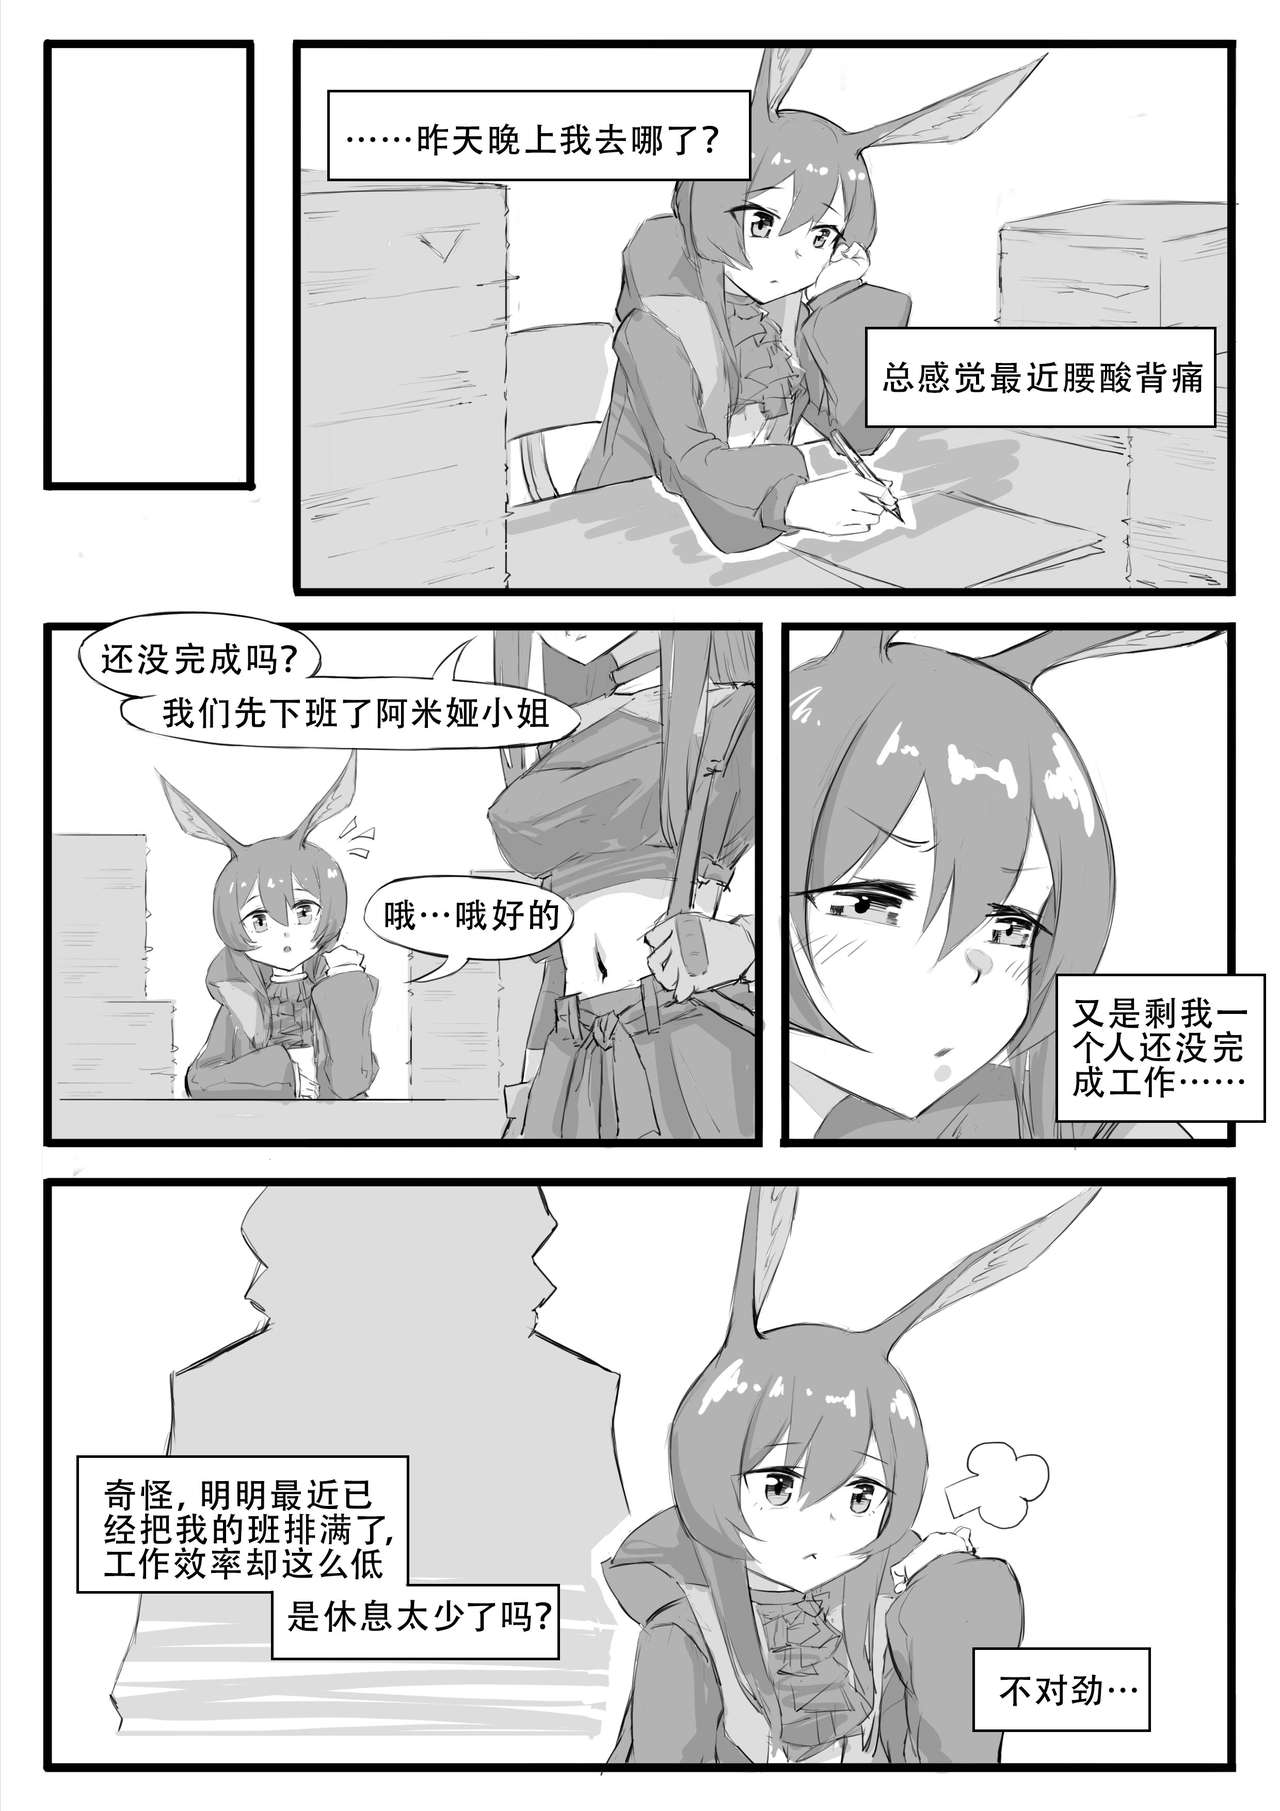 ……昨天晚上我去哪了?
总感觉最近腰酸背痛
还没完成吗?
我们先下班了阿米娅小姐
哦…哦好的
又是剩我一
个人还没完
成工作……
奇怪, 明明最近已
经把我的班排满了,
工作效率却这么低
是休息太少了吗?
不对劲…